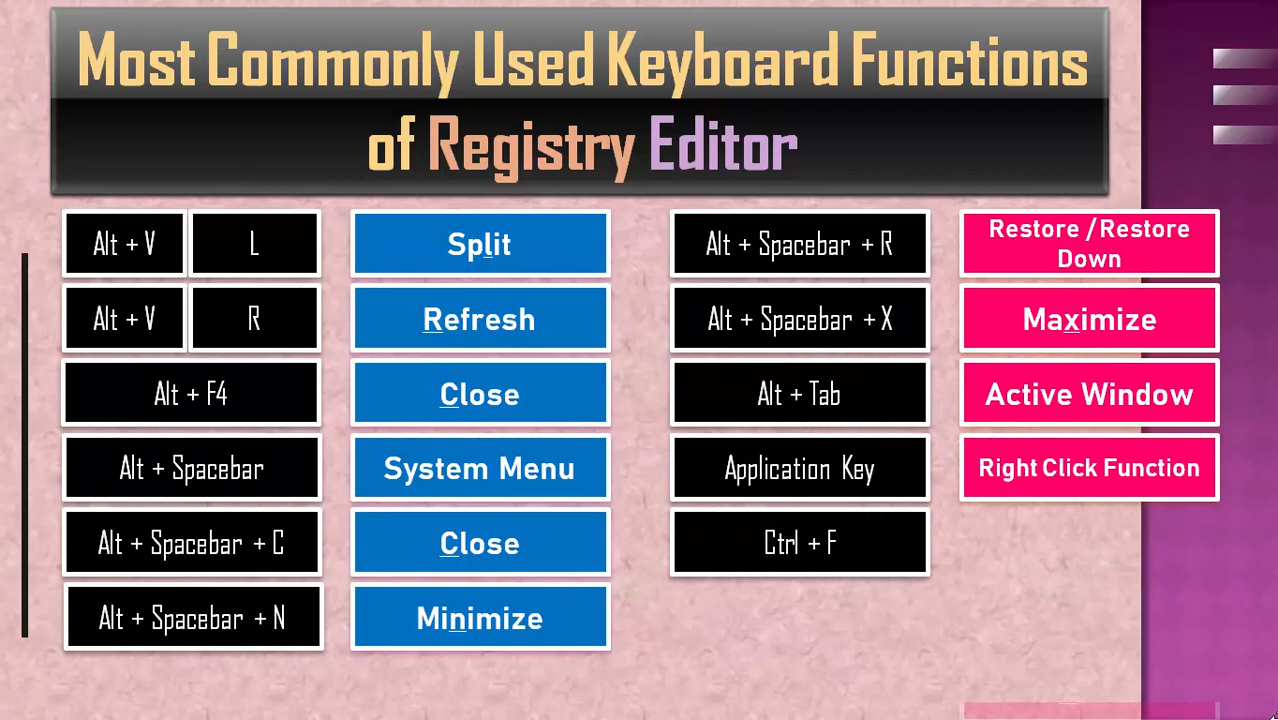 Most Commonly Used Keyboard Functions
of Registry Editor
Alt + V
L
Split
Alt + V
R
Refresh
Alt + F4
Close
Alt + Spacebar
System Menu
Alt + Spacebar + C
Close
Alt + Spacebar + N
Minimize
Alt + Spacebar + R
Restore / Restore
Down
Alt + Spacebar + X
Maximize
Alt + Tab
Active Window
Application Key
Right Click Function
Ctrl + F